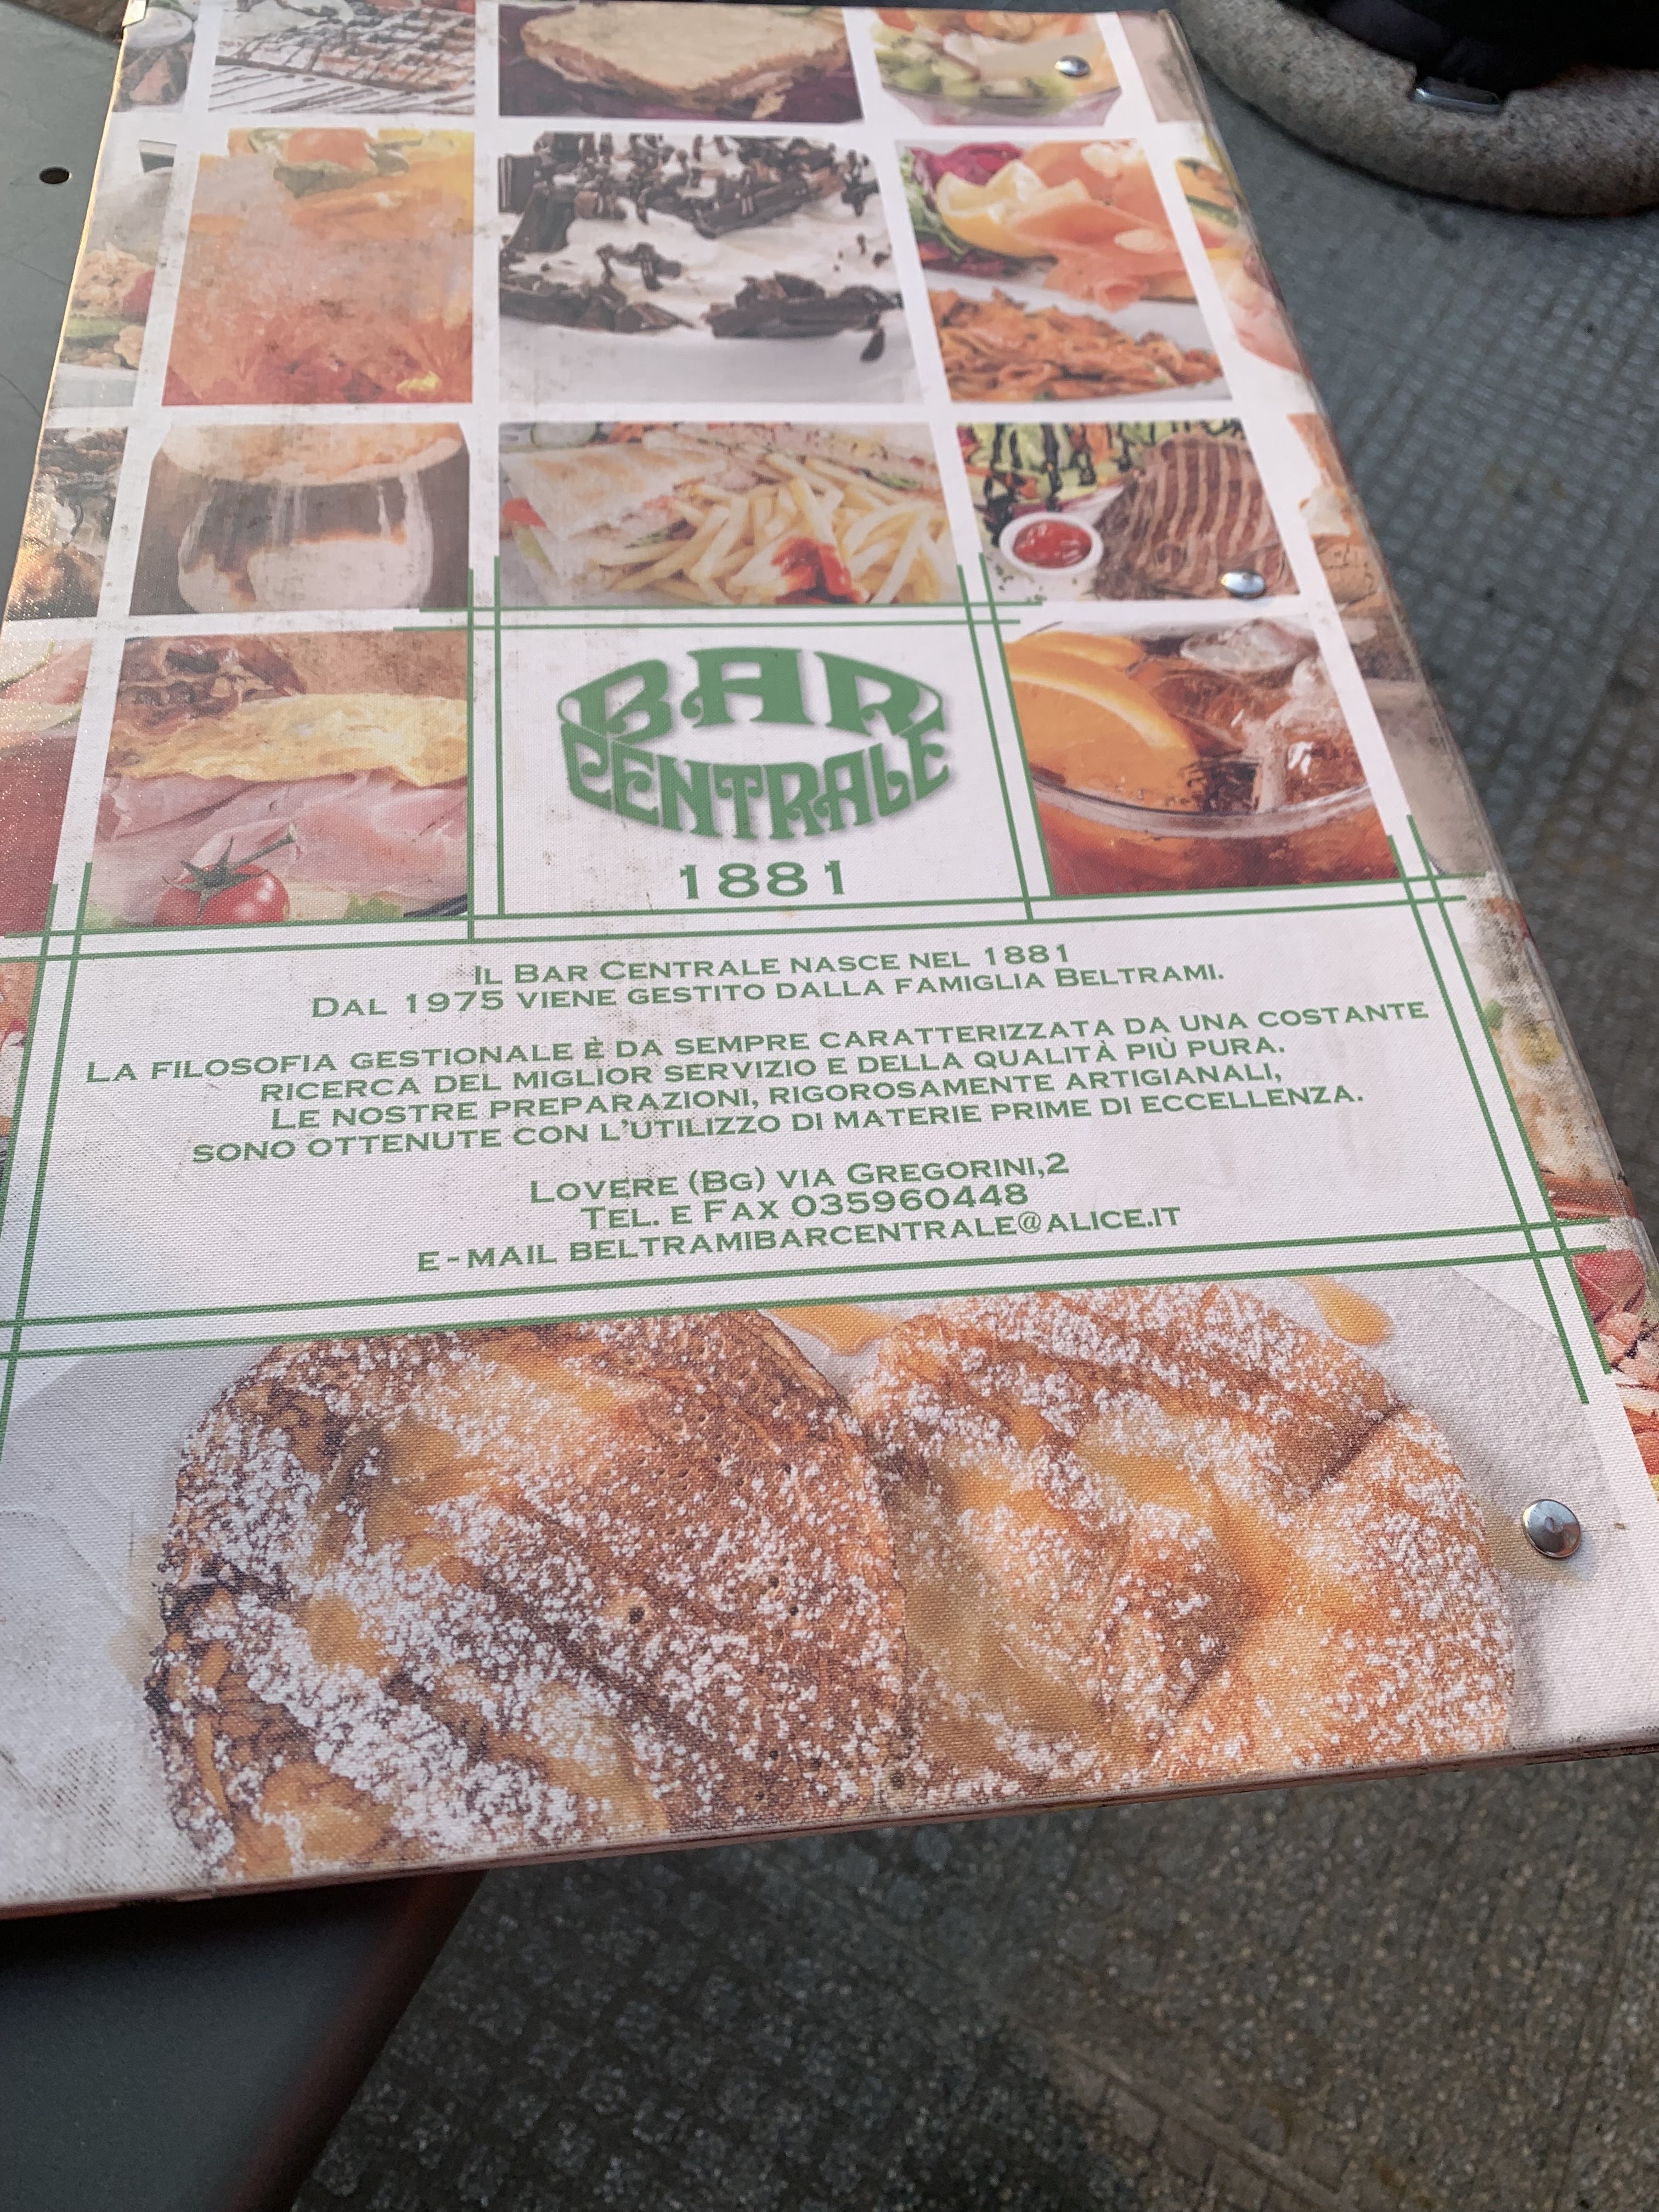 BAR
CENTRALE
1881
IL BAR CENTRALE NASCE NEL 1881
DAL 1975 VIENE GESTITO DALLA FAMIGLIA BELTRAMI.
LA FILOSOFIA GESTIONALE È DA SEMPRE CARATTERIZZATA DA UNA COSTANTE
RICERCA DEL MIGLIOR SERVIZIO E DELLA QUALITÀ PIÙ PURA.
LE NOSTRE PREPARAZIONI, RIGOROSAMENTE ARTIGIANALI,
SONO OTTENUTE CON L'UTILIZZO DI MATERIE PRIME DI ECCELLENZA.
LOVERE (BG) VIA GREGORINI,2
TEL. E FAX 035960448
E-MAIL BELTRAMIBARCENTRALE@ALICE.IT